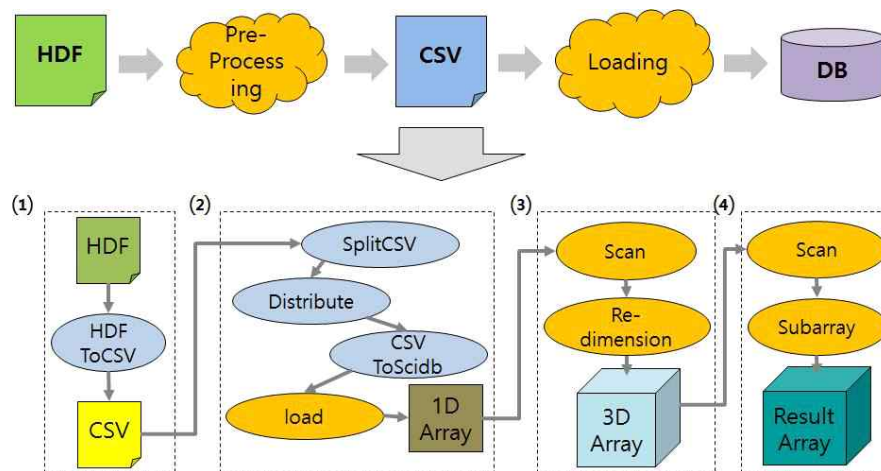 HDF
Pre-
Process
ing
CSV
Loading
DB
(1)
HDF
HDF
ToCSV
CSV
(2)
SplitCSV
Distribute
CSV
ToScidb
load
1D
Array
(3)
Scan
Re-
dimension
3D
Array
(4)
Scan
Subarray
Result
Array